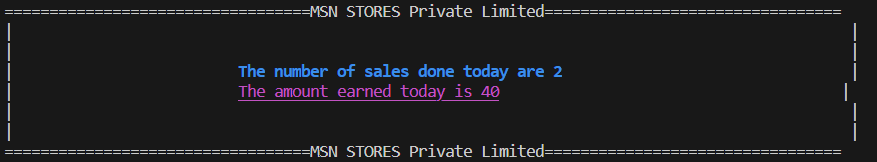 ==================================MSN STORES Private Limited=================================
| |
| |
| The number of sales done today are 2 |
| The amount earned today is 40 |
| |
| |
==================================MSN STORES Private Limited=================================